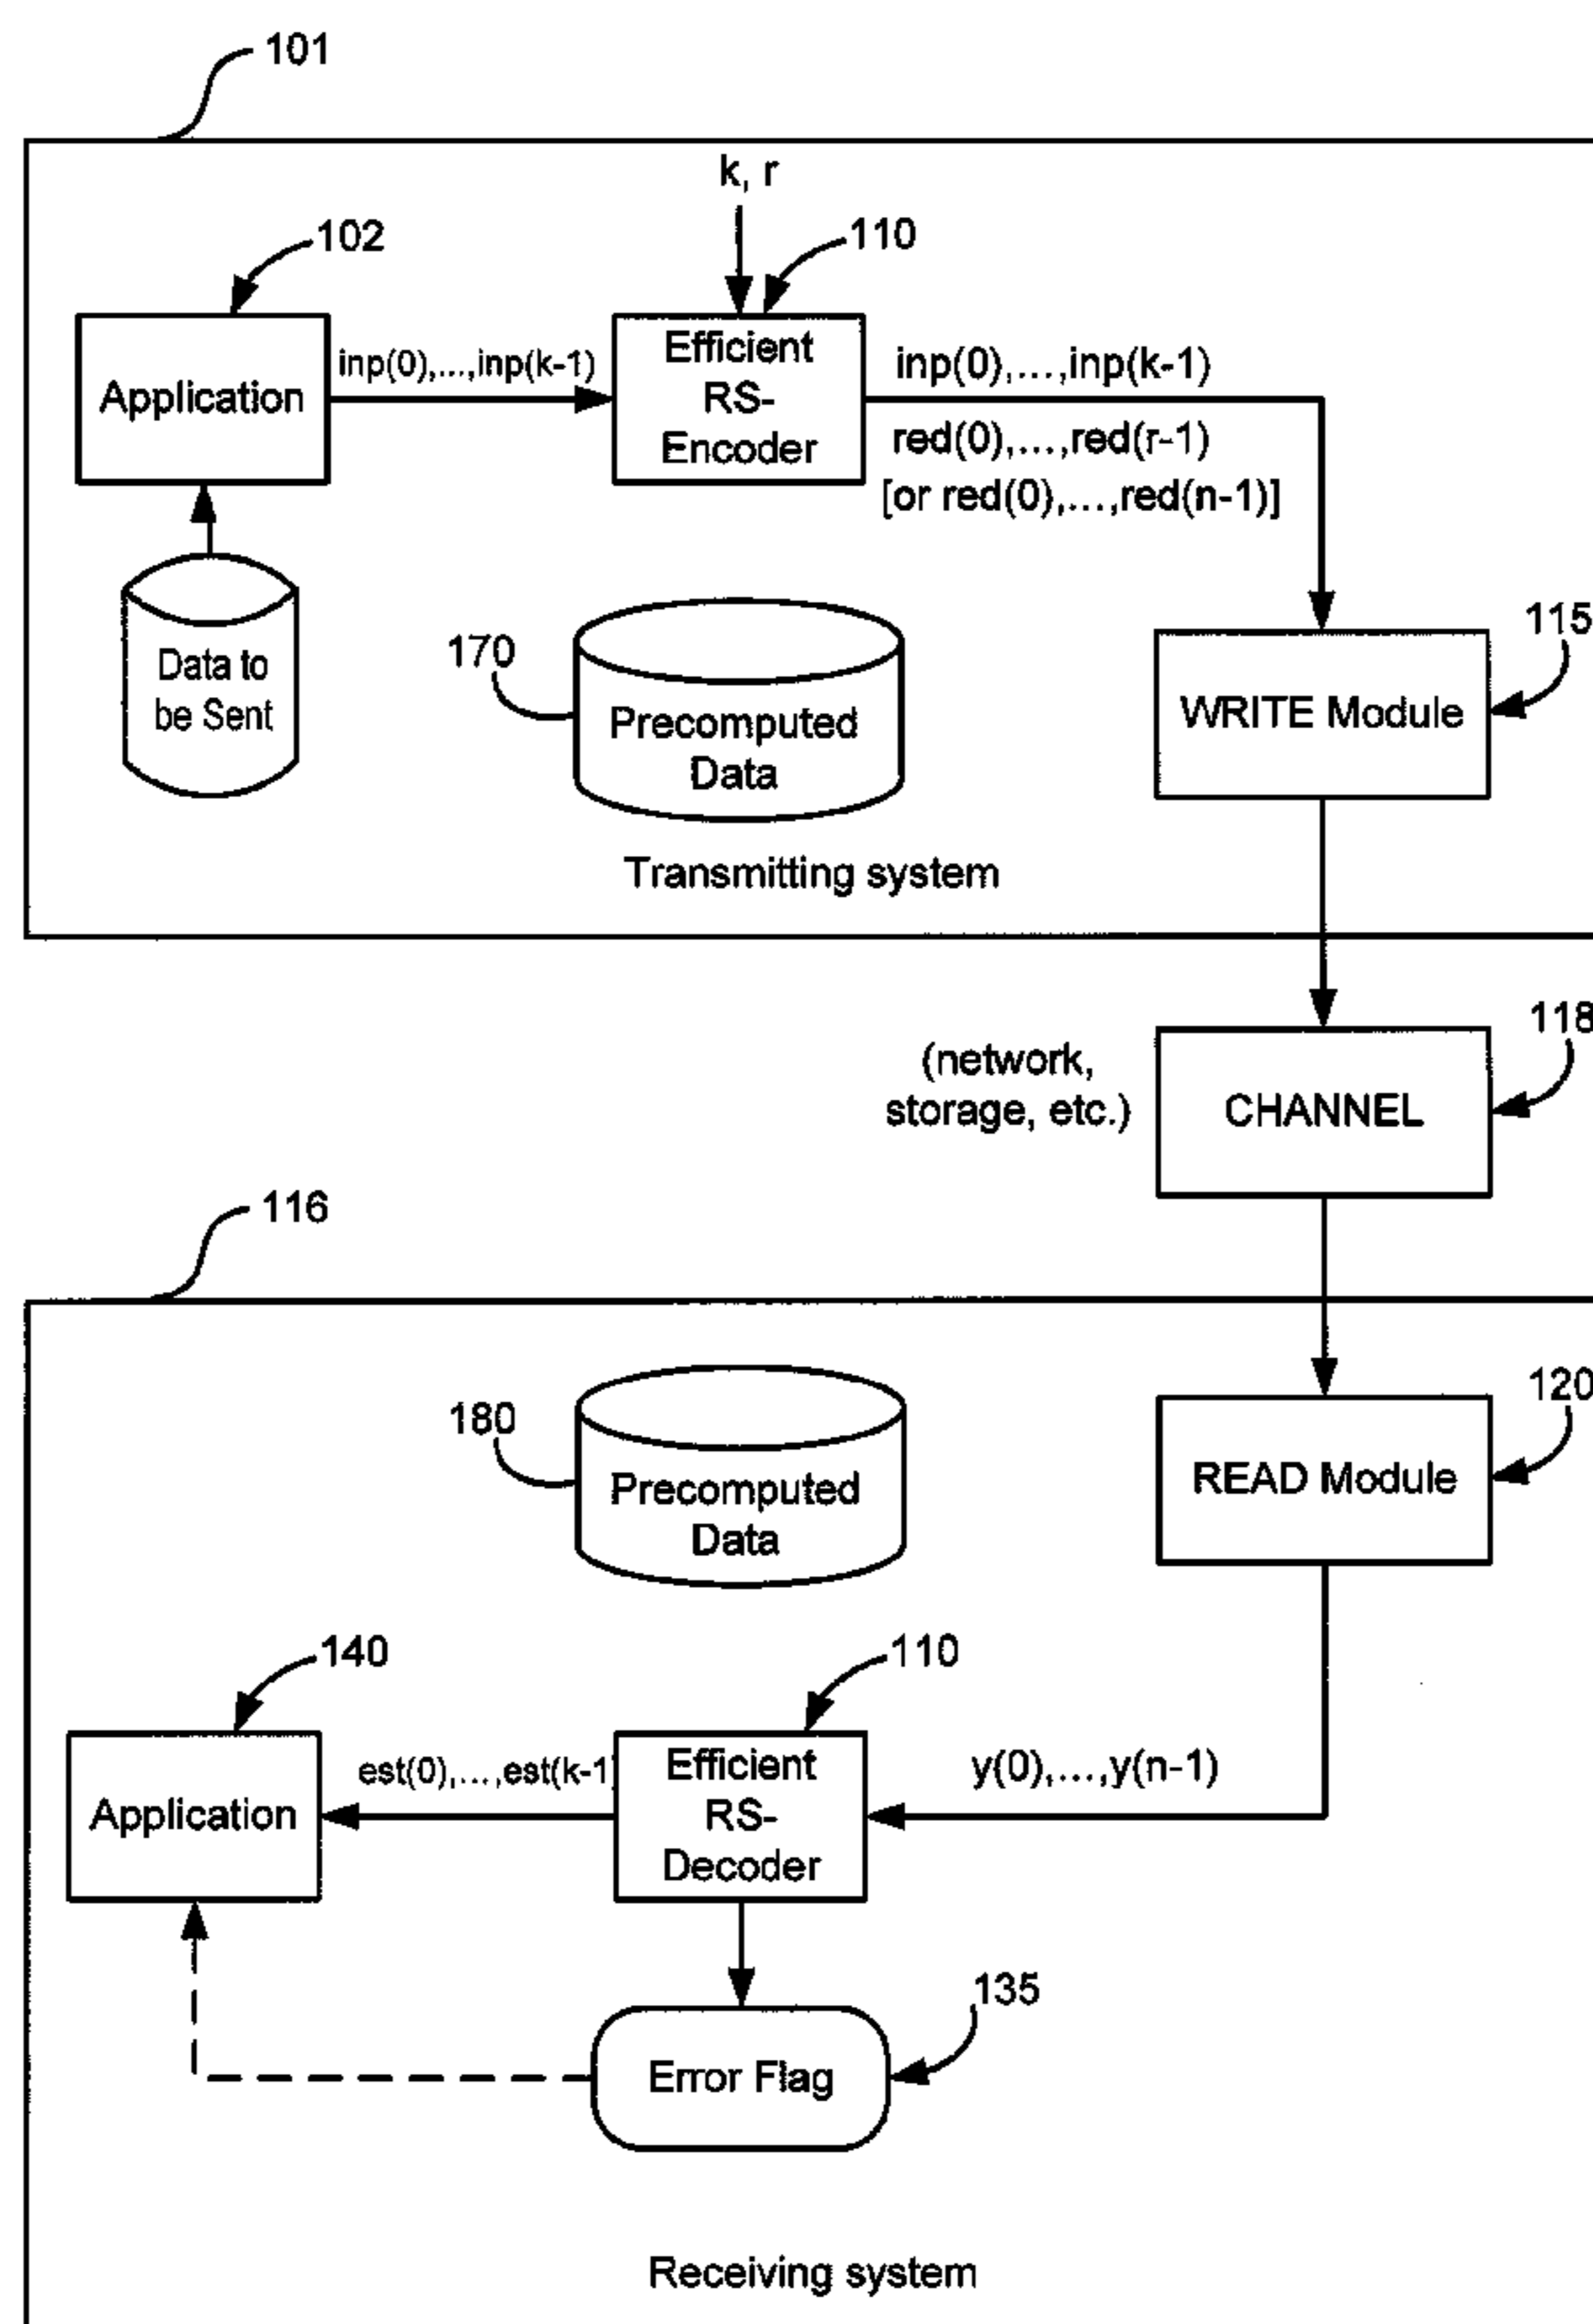 101
k, r
102
110
Application
inp(0),...,inp(k-1)
Efficient
RS-
Encoder
inp(0),...,inp(k-1)
red(0),...,red(r-1)
[or red(0),...,red(n-1)]
Data to
be Sent
170
Precomputed
Data
115
WRITE Module
Transmitting system
118
(network,
storage, etc.)
CHANNEL
116
180
Precomputed
Data
120
READ Module
140
110
Application
est(0),...,est(k-1
Efficient
RS-
Decoder
y(0),...,y(n-1)
135
Error Flag
Receiving system